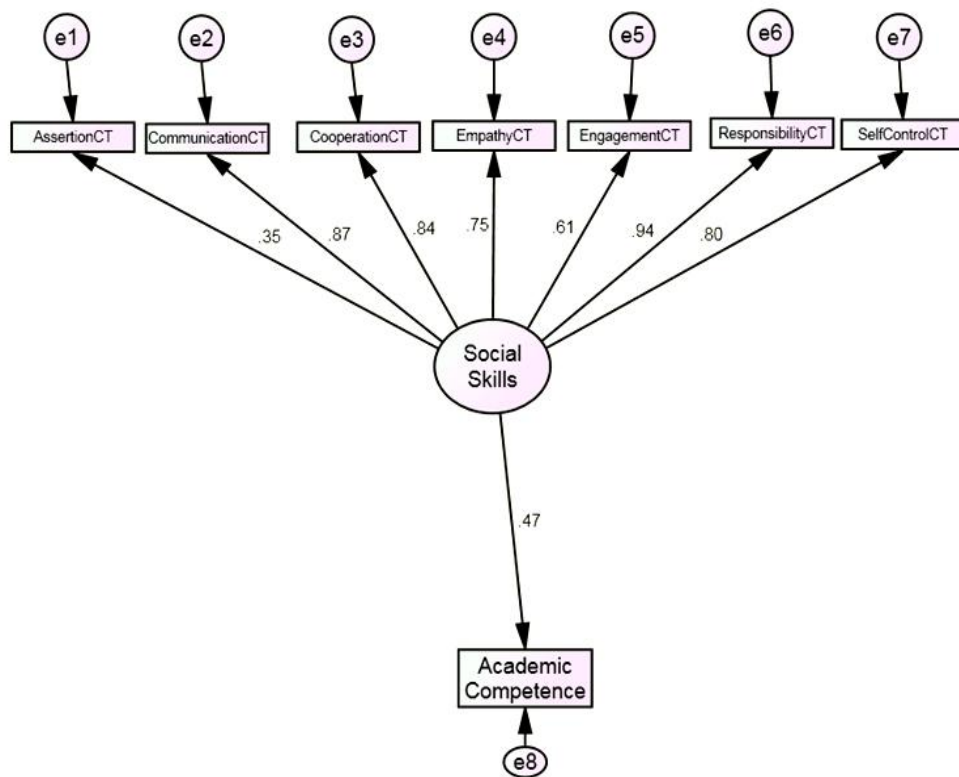 e1
e2
e3
e4
e5
e6
e7
AssertionCT
CommunicationCT
CooperationCT
EmpathyCT
EngagementCT
ResponsibilityCT
SelfControlCT
.35
.87
.84
.75
.61
.94
.80
Social
Skills
.47
Academic
Competence
e8